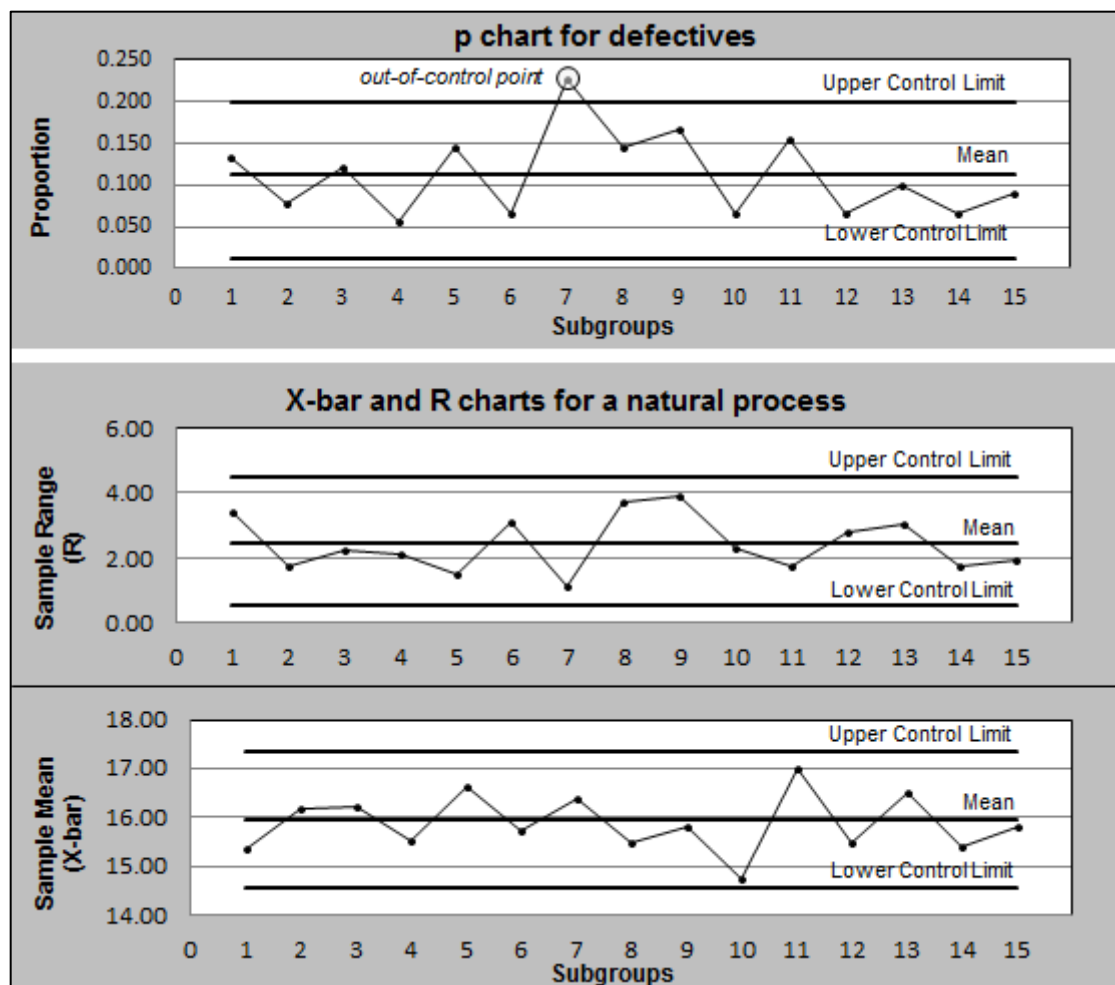 p chart for defectives
0.250
out-of-control point
Upper Control Limit
0.200
0.150
Mean
0.100
0.050
Lower Control Limit
0.000
Proportion
0 1 2 3 4 5 6 7 8 9 10 11 12 13 14 15
Subgroups
X-bar and R charts for a natural process
6.00
Upper Control Limit
4.00
Mean
2.00
Lower Control Limit
0.00
Sample Range
(R)
0 1 2 3 4 5 6 7 8 9 10 11 12 13 14 15
18.00
Upper Control Limit
17.00
Mean
16.00
15.00
Lower Control Limit
14.00
Sample Mean
(X-bar)
0 1 2 3 4 5 6 7 8 9 10 11 12 13 14 15
Subgroups